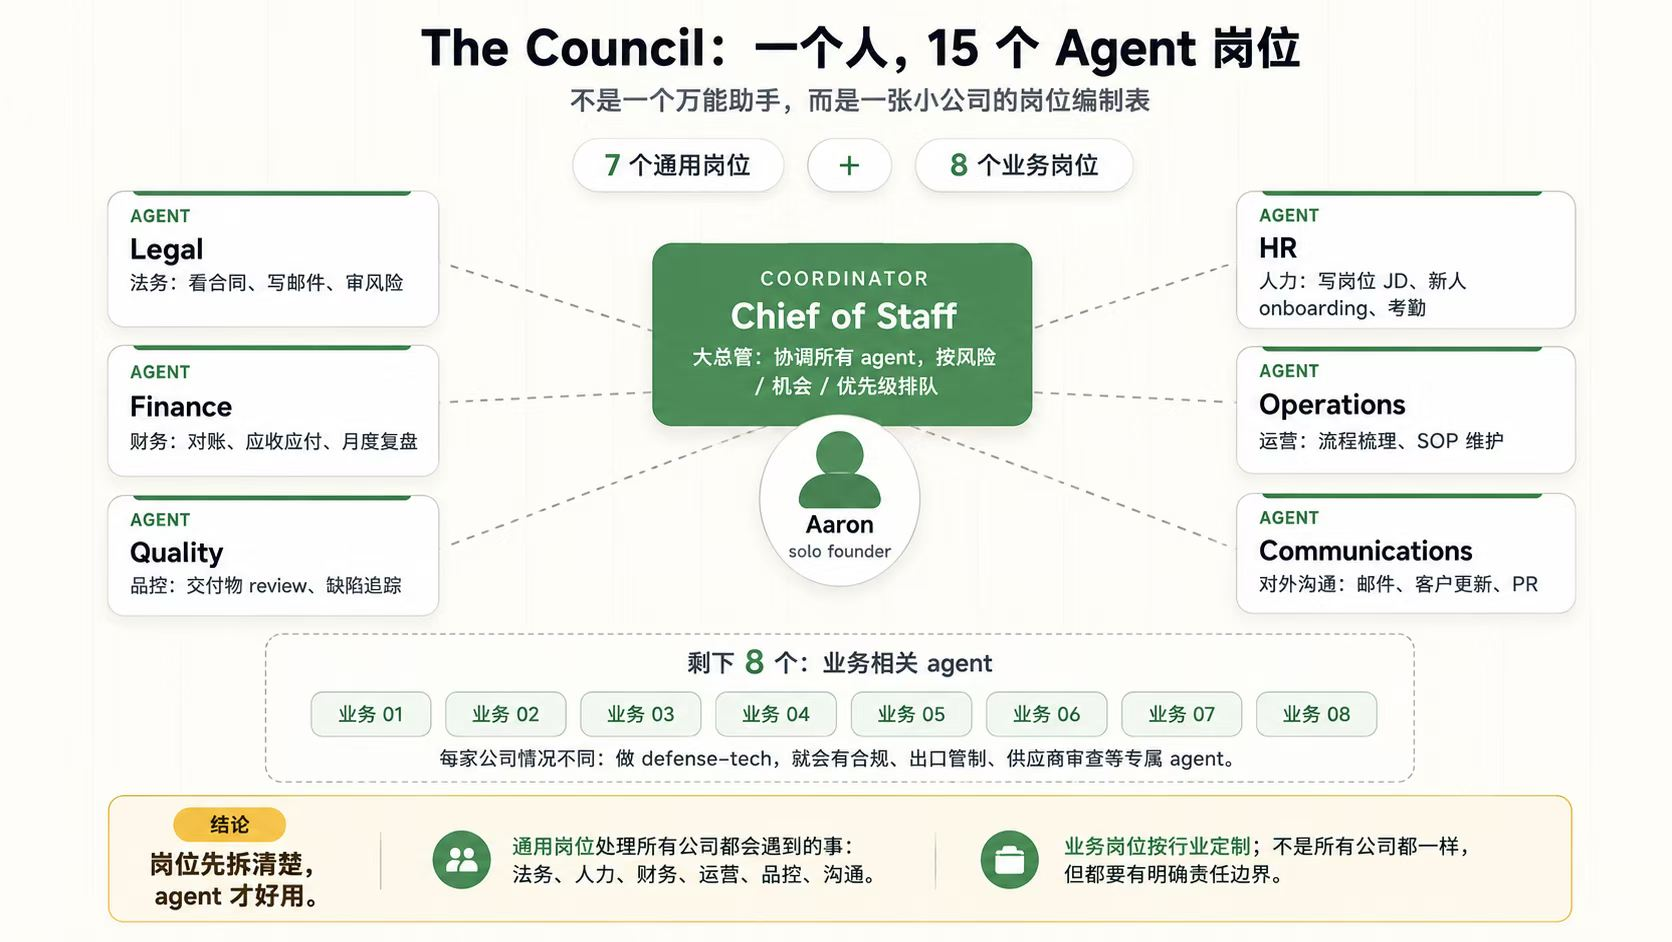 The Council：一个人，15 个 Agent 岗位
不是一个万能助手，而是一张小公司的岗位编制表
7 个通用岗位
+
8 个业务岗位
AGENT
Legal
法务：看合同、写邮件、审风险
AGENT
Finance
财务：对账、应收应付、月度复盘
AGENT
Quality
品控：交付物 review、缺陷追踪
COORDINATOR
Chief of Staff
大总管：协调所有 agent，按风险
/ 机会 / 优先级排队
Aaron
solo founder
AGENT
HR
人力：写岗位 JD、新人
onboarding、考勤
AGENT
Operations
运营：流程梳理、SOP 维护
AGENT
Communications
对外沟通：邮件、客户更新、PR
剩下 8 个：业务相关 agent
业务 01
业务 02
业务 03
业务 04
业务 05
业务 06
业务 07
业务 08
每家公司情况不同：做 defense-tech，就会有合规、出口管制、供应商审查等专属 agent。
结论
岗位先拆清楚，
agent 才好用。
通用岗位处理所有公司都会遇到的事：
法务、人力、财务、运营、品控、沟通。
业务岗位按行业定制；不是所有公司都一样，
但都要有明确责任边界。